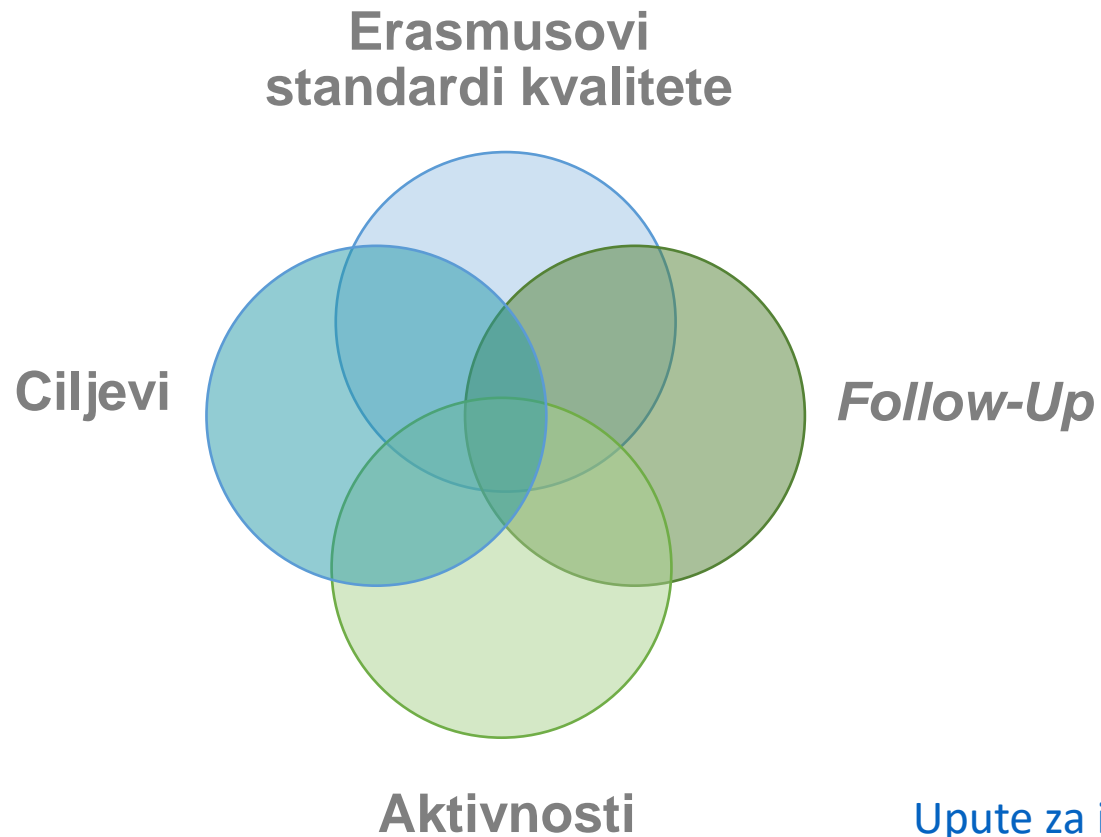 Erasmusovi
standardi kvalitete
Ciljevi
Follow-Up
Aktivnosti
Upute za i